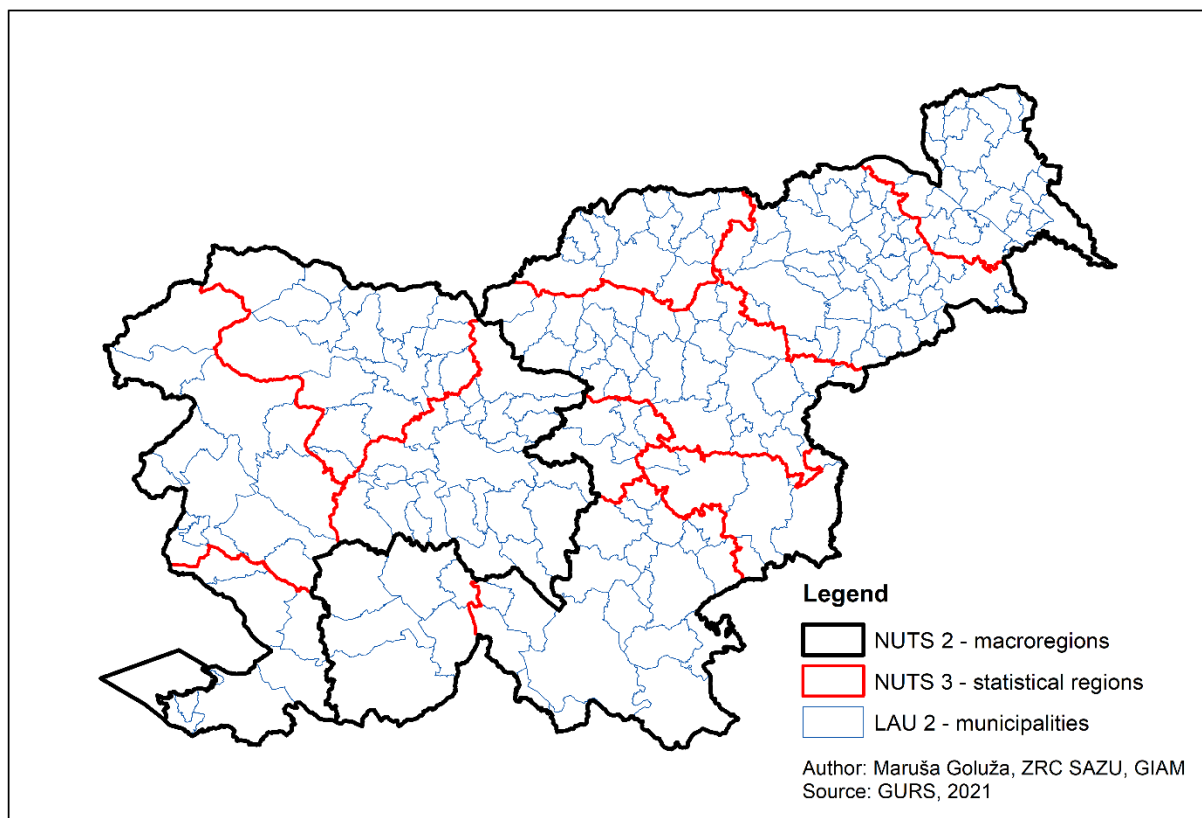 Legend
NUTS 2 - macroregions
NUTS 3 - statistical regions
LAU 2 - municipalities
Author: Maruša Goluža, ZRC SAZU, GIAM
Source: GURS, 2021